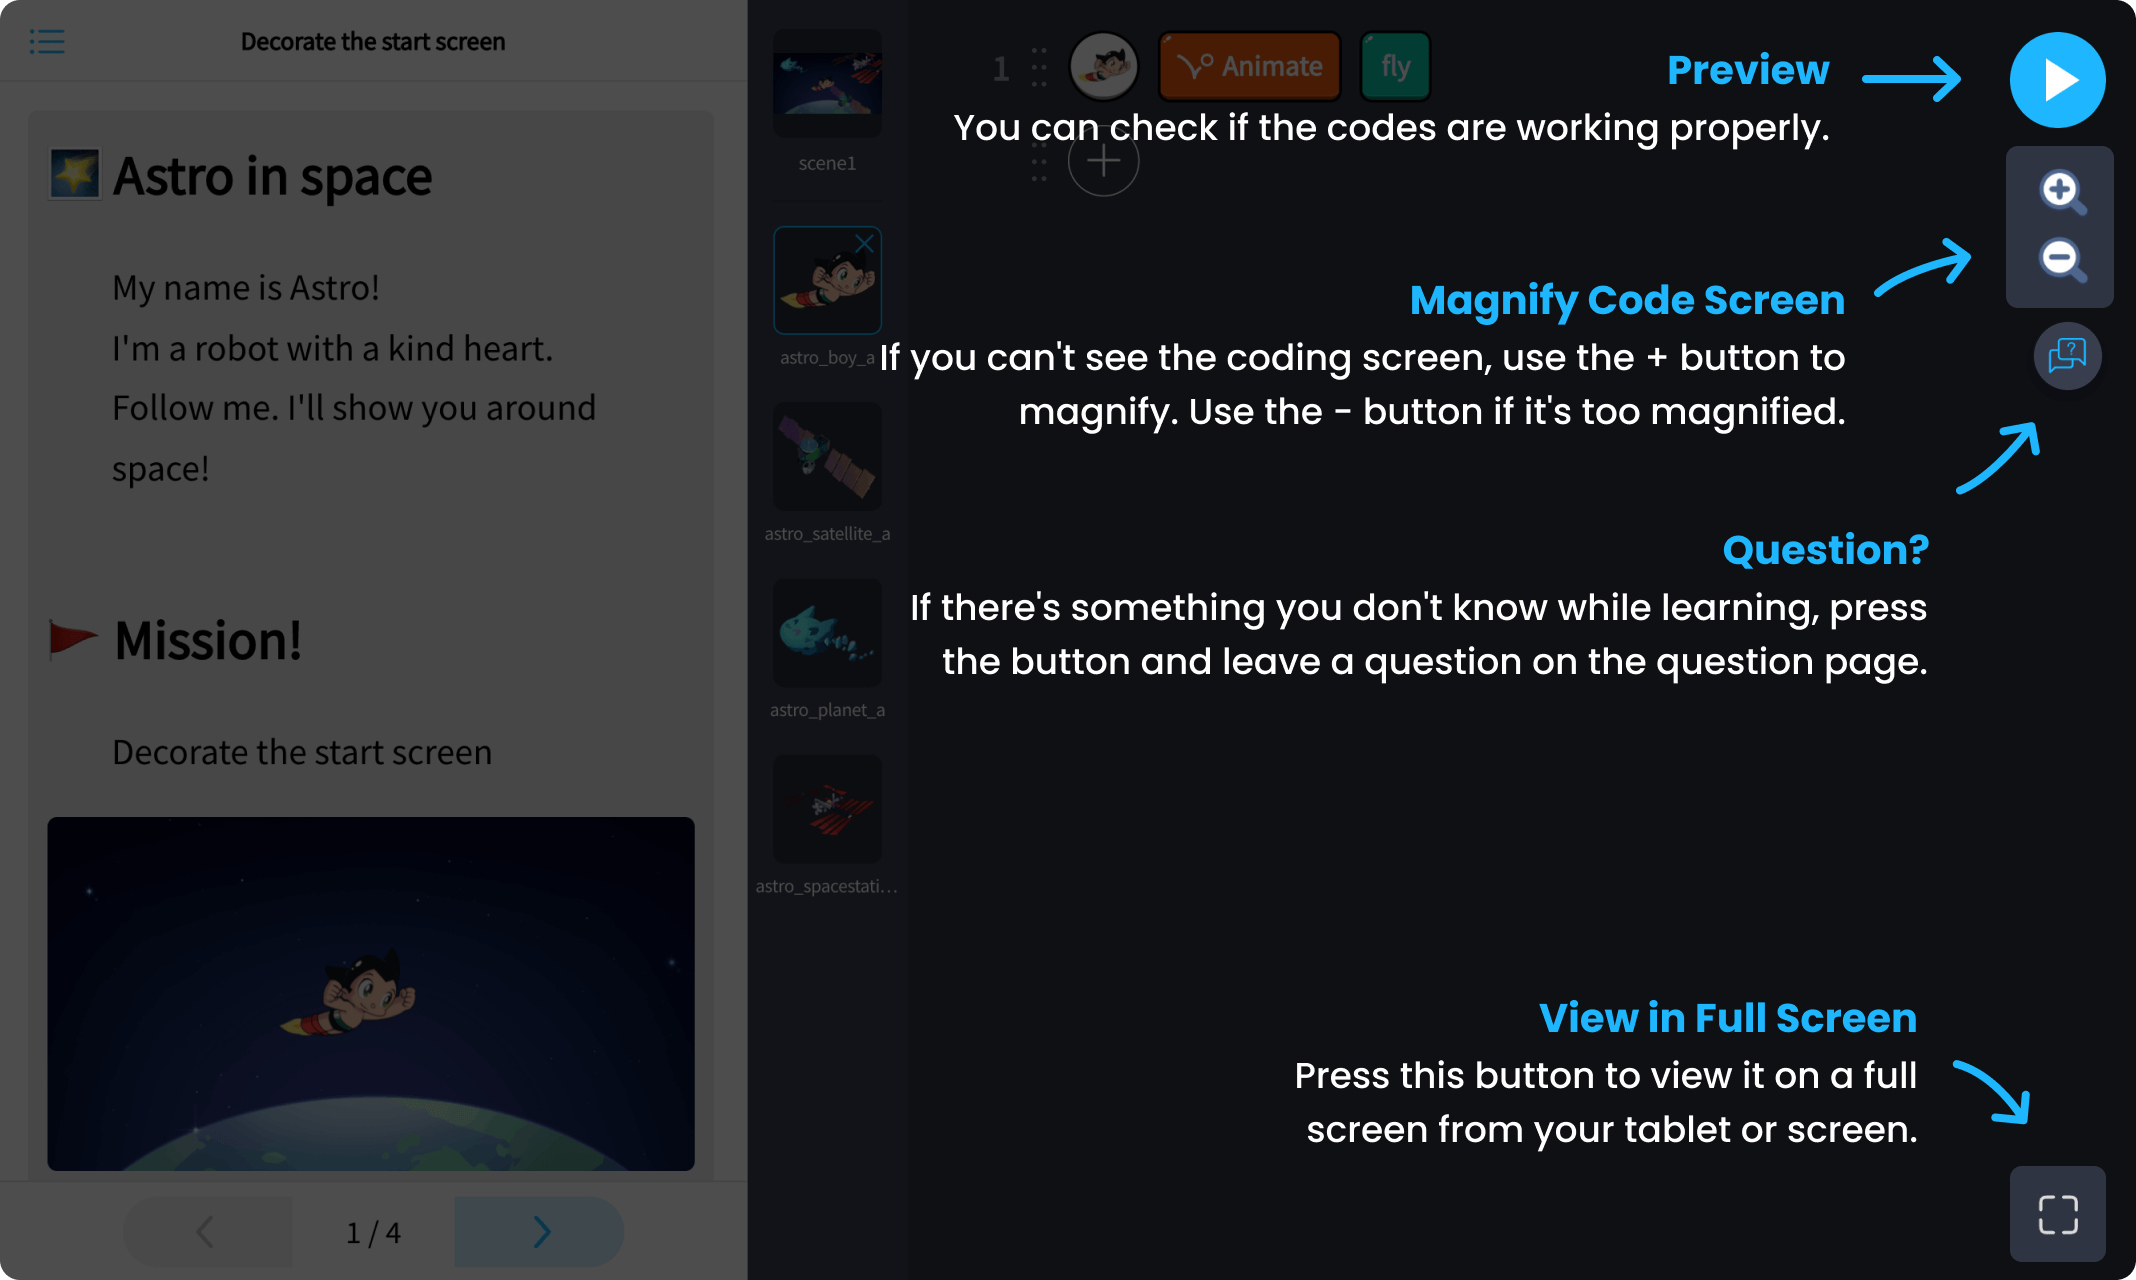 Decorate the start screen
Astro in space
My name is Astro!
I'm a robot with a kind heart.
Follow me. I'll show you around
space!
Mission!
Decorate the start screen
1 / 4
scene1
astro_boy_a
astro_satellite_a
astro_planet_a
astro_spacestati...
1
Animate
fly
Preview
You can check if the codes are working properly.
Magnify Code Screen
If you can't see the coding screen, use the + button to
magnify. Use the - button if it's too magnified.
Question?
If there's something you don't know while learning, press
the button and leave a question on the question page.
View in Full Screen
Press this button to view it on a full
screen from your tablet or screen.